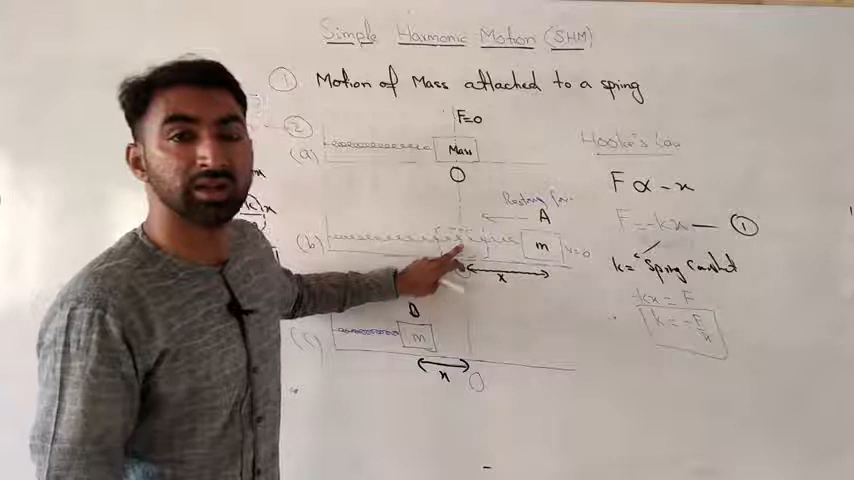 Simple Harmonic Motion (SHM)
① Motion of Mass attached to a spring
②
F=0
(a)
Mass
O
Hooke's Law
F ∝ -x
F = -kx — ①
k = Spring Constant
-kx = F
k = -F/x
Restoring for
A
(b)
m
v=0
x
(c)
m
x
O